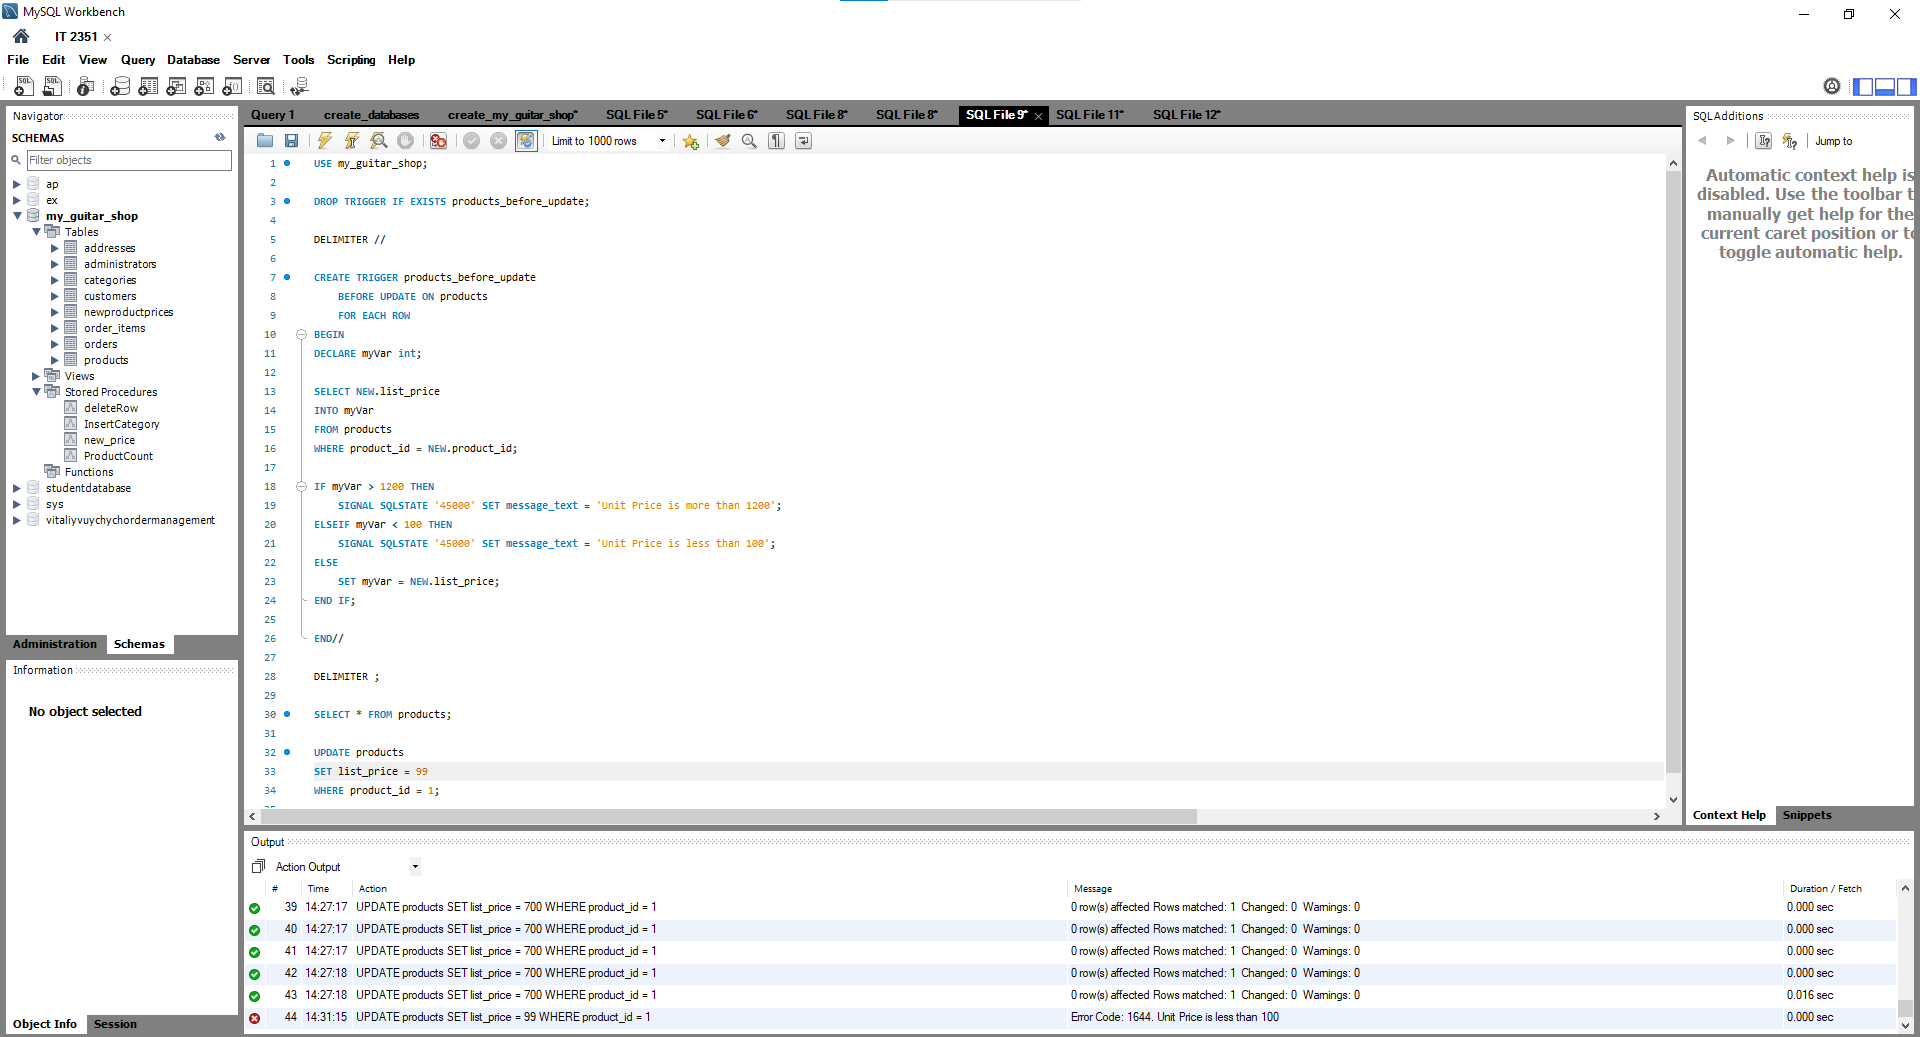 MySQL Workbench
IT 2351
File Edit View Query Database Server Tools Scripting Help
Navigator
SCHEMAS
Filter objects
ap
ex
my_guitar_shop
Tables
addresses
administrators
categories
customers
newproductprices
order_items
orders
products
Views
Stored Procedures
deleteRow
InsertCategory
new_price
ProductCount
Functions
studentdatabase
sys
vitaliyvuychychordermanagement
Administration Schemas
Information
No object selected
Object Info Session
Query 1 create_databases create_my_guitar_shop* SQL File 5* SQL File 6* SQL File 8* SQL File 8* SQL File 9* SQL File 11* SQL File 12*
Limit to 1000 rows
1 USE my_guitar_shop;
2
3 DROP TRIGGER IF EXISTS products_before_update;
4
5 DELIMITER //
6
7 CREATE TRIGGER products_before_update
8 BEFORE UPDATE ON products
9 FOR EACH ROW
10 BEGIN
11 DECLARE myVar int;
12
13 SELECT NEW.list_price
14 INTO myVar
15 FROM products
16 WHERE product_id = NEW.product_id;
17
18 IF myVar > 1200 THEN
19 SIGNAL SQLSTATE '45000' SET message_text = 'Unit Price is more than 1200';
20 ELSEIF myVar < 100 THEN
21 SIGNAL SQLSTATE '45000' SET message_text = 'Unit Price is less than 100';
22 ELSE
23 SET myVar = NEW.list_price;
24 END IF;
25
26 END//
27
28 DELIMITER ;
29
30 SELECT * FROM products;
31
32 UPDATE products
33 SET list_price = 99
34 WHERE product_id = 1;
SQLAdditions
Jump to
Automatic context help is
disabled. Use the toolbar t
manually get help for the
current caret position or to
toggle automatic help.
Context Help Snippets
Output
Action Output
# Time Action Message Duration / Fetch
39 14:27:17 UPDATE products SET list_price = 700 WHERE product_id = 1 0 row(s) affected Rows matched: 1 Changed: 0 Warnings: 0 0.000 sec
40 14:27:17 UPDATE products SET list_price = 700 WHERE product_id = 1 0 row(s) affected Rows matched: 1 Changed: 0 Warnings: 0 0.000 sec
41 14:27:17 UPDATE products SET list_price = 700 WHERE product_id = 1 0 row(s) affected Rows matched: 1 Changed: 0 Warnings: 0 0.000 sec
42 14:27:18 UPDATE products SET list_price = 700 WHERE product_id = 1 0 row(s) affected Rows matched: 1 Changed: 0 Warnings: 0 0.000 sec
43 14:27:18 UPDATE products SET list_price = 700 WHERE product_id = 1 0 row(s) affected Rows matched: 1 Changed: 0 Warnings: 0 0.016 sec
44 14:31:15 UPDATE products SET list_price = 99 WHERE product_id = 1 Error Code: 1644. Unit Price is less than 100 0.000 sec